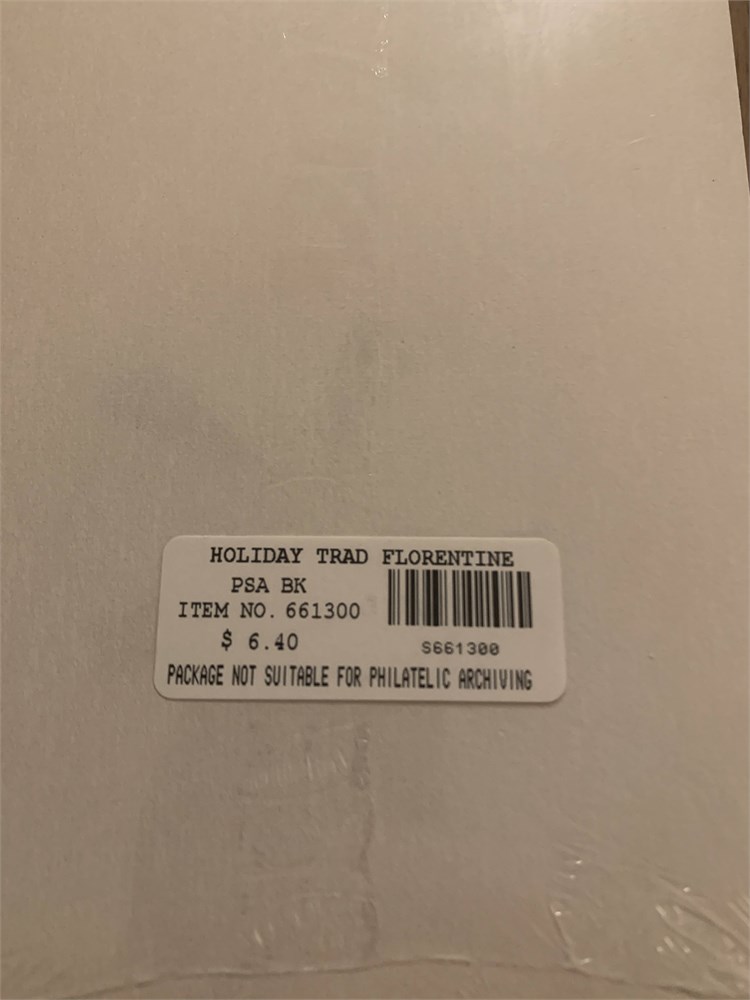 HOLIDAY TRAD FLORENTINE
PSA BK
ITEM NO. 661300
$ 6.40
S661300
PACKAGE NOT SUITABLE FOR PHILATELIC ARCHIVING